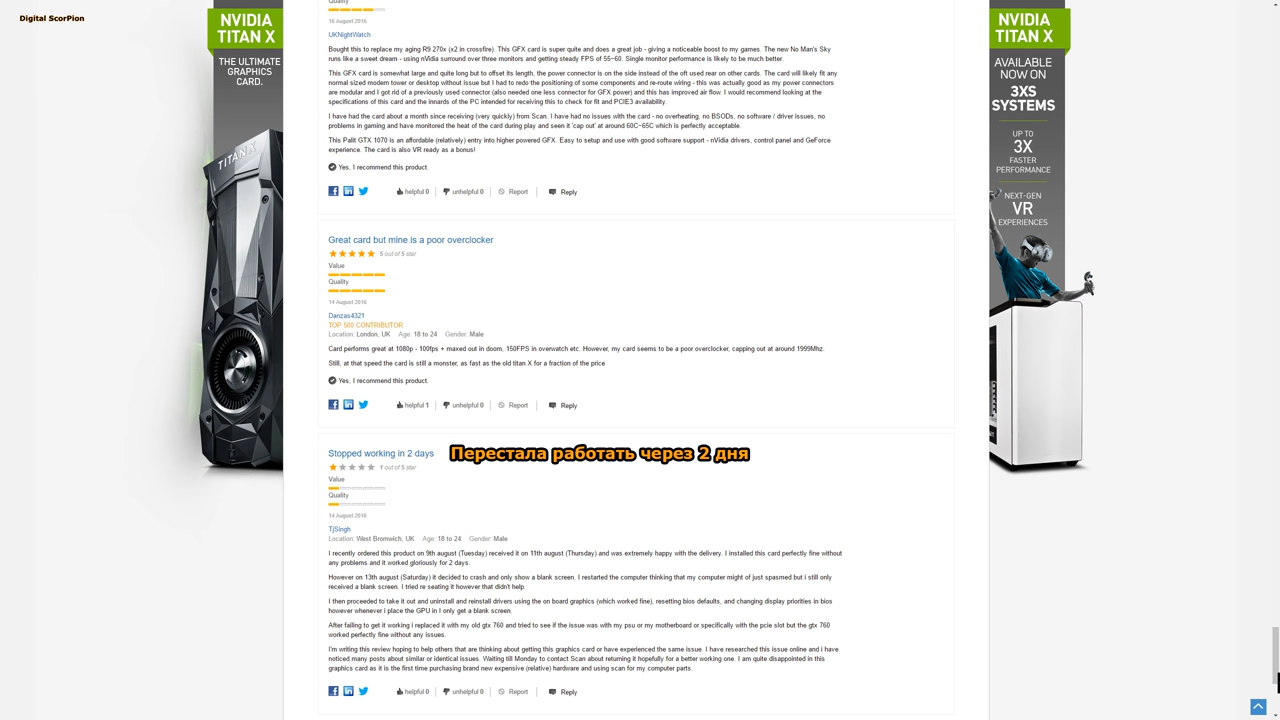 Digital ScorPion
NVIDIA
TITAN X
THE ULTIMATE
GRAPHICS
CARD.
TITAN X
Quality
16 August 2016
UKNightWatch
Bought this to replace my aging R9 270x (x2 in crossfire). This GFX card is super quite and does a great job - giving a noticeable boost to my games. The new No Man's Sky
runs like a sweet dream - using nVidia surround over three monitors and getting steady FPS of 55~60. Single monitor performance is likely to be much better.
This GFX card is somewhat large and quite long but to offset its length, the power connector is on the side instead of the oft used rear on other cards. The card will likely fit any
normal sized modern tower or desktop without issue but I had to redo the positioning of some components and re-route wiring - this was actually good as my power connectors
are modular and I got rid of a previously used connector (also needed one less connector for GFX power) and this has improved air flow. I would recommend looking at the
specifications of this card and the innards of the PC intended for receiving this to check for fit and PCIE3 availability.
I have had the card about a month since receiving (very quickly) from Scan. I have had no issues with the card - no overheating, no BSODs, no software / driver issues, no
problems in gaming and have monitored the heat of the card during play and seen it 'cap out' at around 60C~65C which is perfectly acceptable.
This Palit GTX 1070 is an affordable (relatively) entry into higher powered GFX. Easy to setup and use with good software support - nVidia drivers, control panel and GeForce
experience. The card is also VR ready as a bonus!
Yes, I recommend this product.
helpful 0 unhelpful 0 Report Reply
Great card but mine is a poor overclocker
5 out of 5 star
Value
Quality
14 August 2016
Danzas4321
TOP 500 CONTRIBUTOR
Location: London, UK Age: 18 to 24 Gender: Male
Card performs great at 1080p - 100fps + maxed out in doom, 150FPS in overwatch etc. However, my card seems to be a poor overclocker, capping out at around 1999Mhz.
Still, at that speed the card is still a monster, as fast as the old titan X for a fraction of the price
Yes, I recommend this product.
helpful 1 unhelpful 0 Report Reply
Stopped working in 2 days Перестала работать через 2 дня
1 out of 5 star
Value
Quality
14 August 2016
TjSingh
Location: West Bromwich, UK Age: 18 to 24 Gender: Male
I recently ordered this product on 9th august (Tuesday) received it on 11th august (Thursday) and was extremely happy with the delivery. I installed this card perfectly fine without
any problems and it worked gloriously for 2 days.
However on 13th august (Saturday) it decided to crash and only show a blank screen. I restarted the computer thinking that my computer might of just spasmed but i still only
received a blank screen. I tried re seating it however that didn't help.
I then proceeded to take it out and uninstall and reinstall drivers using the on board graphics (which worked fine), resetting bios defaults, and changing display priorities in bios
however whenever i place the GPU in I only get a blank screen.
After failing to get it working i replaced it with my old gtx 760 and tried to see if the issue was with my psu or my motherboard or specifically with the pcie slot but the gtx 760
worked perfectly fine without any issues.
I'm writing this review hoping to help others that are thinking about getting this graphics card or have experienced the same issue. I have researched this issue online and i have
noticed many posts about similar or identical issues. Waiting till Monday to contact Scan about returning it hopefully for a better working one. I am quite disappointed in this
graphics card as it is the first time purchasing brand new expensive (relative) hardware and using scan for my computer parts.
helpful 0 unhelpful 0 Report Reply
NVIDIA
TITAN X
AVAILABLE
NOW ON
3XS
SYSTEMS
UP TO
3X
FASTER
PERFORMANCE
NEXT-GEN
VR
EXPERIENCES